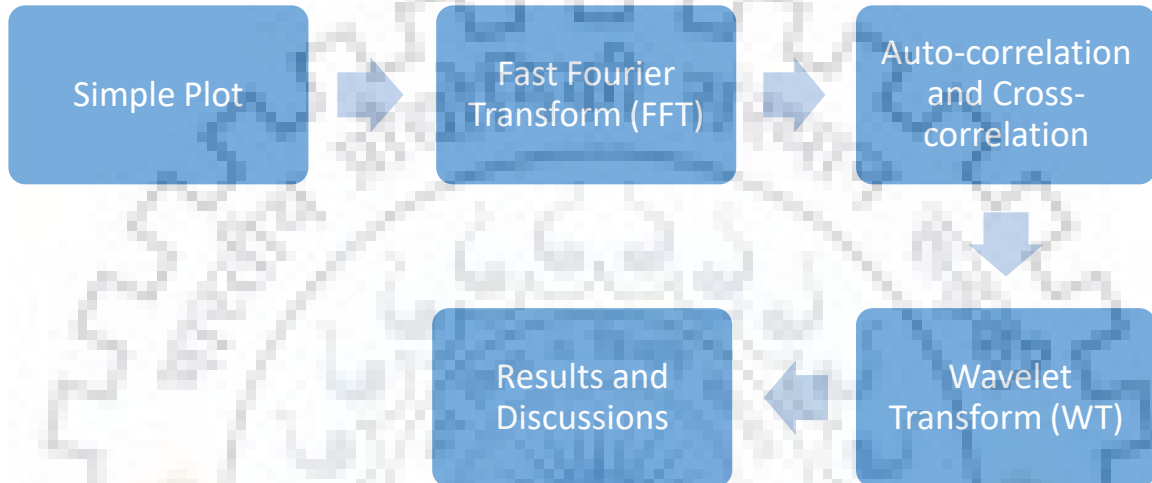 Simple Plot
Fast Fourier
Transform (FFT)
Auto-correlation
and Cross-
correlation
Wavelet
Transform (WT)
Results and
Discussions